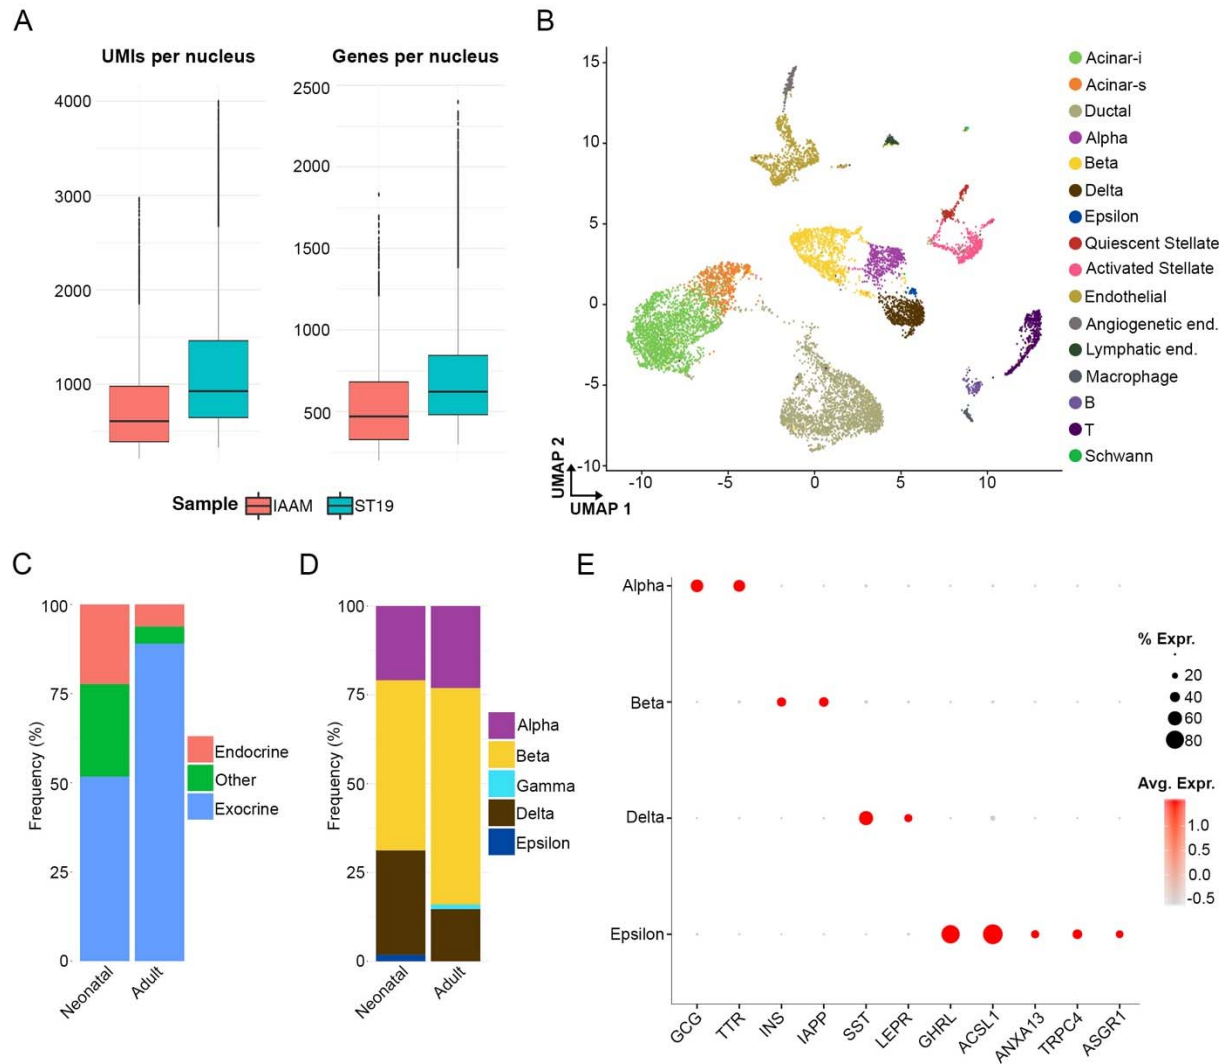 A
UMIs per nucleus
4000
3000
2000
1000
Genes per nucleus
2500
2000
1500
1000
500
Sample IAAM ST19
B
15
10
5
0
-5
-10
-10 -5 0 5 10
UMAP 2
UMAP 1
Acinar-i
Acinar-s
Ductal
Alpha
Beta
Delta
Epsilon
Quiescent Stellate
Activated Stellate
Endothelial
Angiogenetic end.
Lymphatic end.
Macrophage
B
T
Schwann
C
Frequency (%)
100
75
50
25
0
Neonatal
Adult
Endocrine
Other
Exocrine
D
Frequency (%)
100
75
50
25
0
Neonatal
Adult
Alpha
Beta
Gamma
Delta
Epsilon
E
Alpha
Beta
Delta
Epsilon
GCG
TTR
INS
IAPP
SST
LEPR
GHRL
ACSL1
ANXA13
TRPC4
ASGR1
% Expr.
20
40
60
80
Avg. Expr.
1.0
0.5
0.0
-0.5